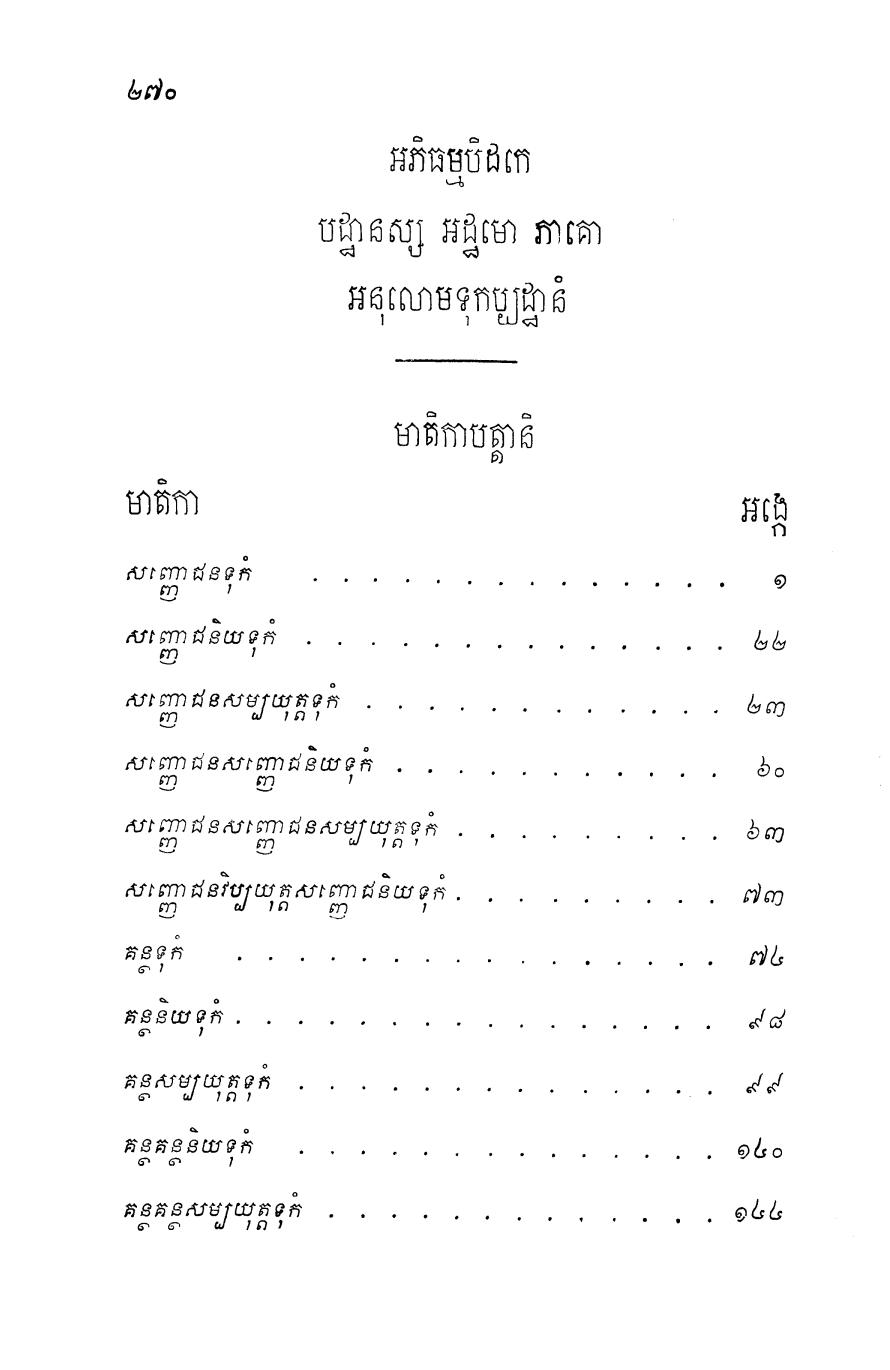 ២៧០
អភិធម្មបិដកេ
បដ្ឋានស្ស អដ្ឋមោ ភាគោ
អនុលោមទុកប្បដ្ឋានំ
មាតិកាបត្តានិ
មាតិកា អង្កេ
សញ្ញោជនទុកំ . . . . . . . . . . . . . . ១
សញ្ញោជនិយទុកំ . . . . . . . . . . . . . . ២២
សញ្ញោជនសម្បយុត្តទុកំ . . . . . . . . . . . . ២៣
សញ្ញោជនសញ្ញោជនិយទុកំ . . . . . . . . . . . ៦០
សញ្ញោជនសញ្ញោជនសម្បយុត្តទុកំ . . . . . . . . . ៦៣
សញ្ញោជនវិប្បយុត្តសញ្ញោជនិយទុកំ . . . . . . . . . ៧៣
គន្ថទុកំ . . . . . . . . . . . . . . . . ៧៤
គន្ថនិយទុកំ . . . . . . . . . . . . . . . . ៩៨
គន្ថសម្បយុត្តទុកំ . . . . . . . . . . . . . . ៩៩
គន្ថគន្ថនិយទុកំ . . . . . . . . . . . . . . ១៤០
គន្ថគន្ថសម្បយុត្តទុកំ . . . . . . . . . . . . . ១៤៤